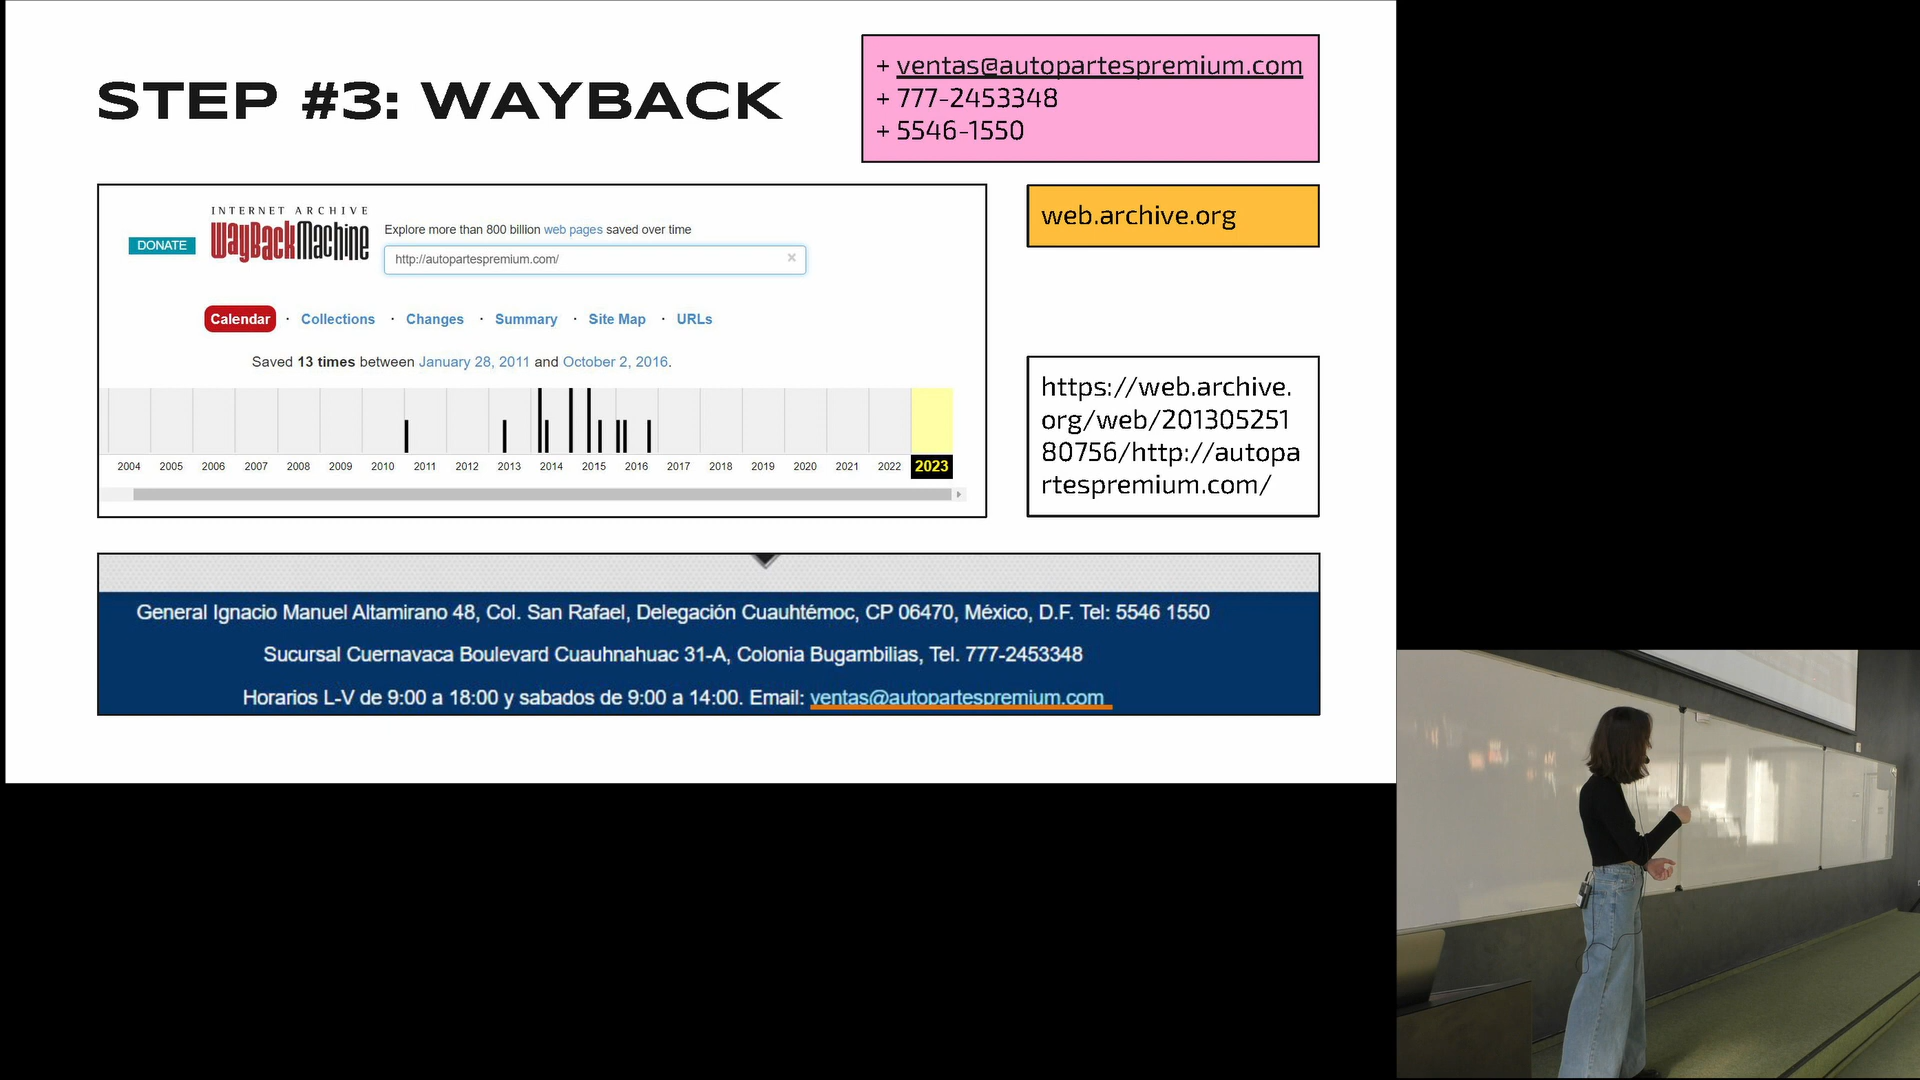 STEP #3: WAYBACK
+ ventas@autopartespremium.com
+ 777-2453348
+ 5546-1550
INTERNET ARCHIVE
WayBackMachine
DONATE
Explore more than 800 billion web pages saved over time
http://autopartespremium.com/
×
Calendar · Collections · Changes · Summary · Site Map · URLs
Saved 13 times between January 28, 2011 and October 2, 2016.
2004 2005 2006 2007 2008 2009 2010 2011 2012 2013 2014 2015 2016 2017 2018 2019 2020 2021 2022 2023
web.archive.org
https://web.archive.
org/web/201305251
80756/http://autopa
rtespremium.com/
General Ignacio Manuel Altamirano 48, Col. San Rafael, Delegación Cuauhtémoc, CP 06470, México, D.F. Tel: 5546 1550
Sucursal Cuernavaca Boulevard Cuauhnahuac 31-A, Colonia Bugambilias, Tel. 777-2453348
Horarios L-V de 9:00 a 18:00 y sabados de 9:00 a 14:00. Email: ventas@autopartespremium.com